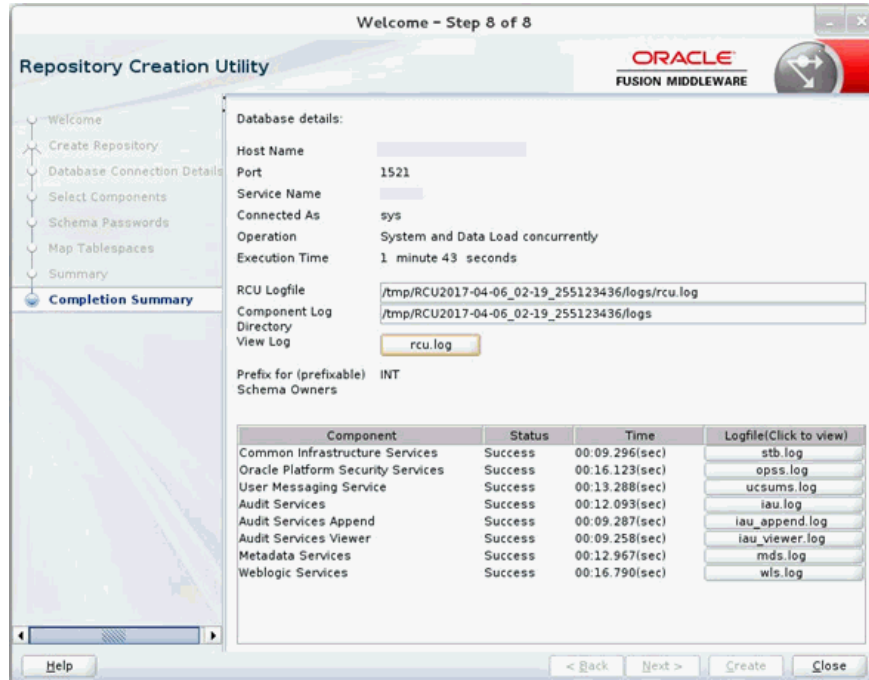 Welcome - Step 8 of 8
Repository Creation Utility
ORACLE
FUSION MIDDLEWARE
Welcome
Create Repository
Database Connection Details
Select Components
Schema Passwords
Map Tablespaces
Summary
Completion Summary
Database details:
Host Name
Port 1521
Service Name
Connected As sys
Operation System and Data Load concurrently
Execution Time 1 minute 43 seconds
RCU Logfile /tmp/RCU2017-04-06_02-19_255123436/logs/rcu.log
Component Log Directory /tmp/RCU2017-04-06_02-19_255123436/logs
View Log rcu.log
Prefix for (prefixable) INT
Schema Owners
Component Status Time Logfile(Click to view)
Common Infrastructure Services Success 00:09.296(sec) stb.log
Oracle Platform Security Services Success 00:16.123(sec) opss.log
User Messaging Service Success 00:13.288(sec) ucsums.log
Audit Services Success 00:12.093(sec) iau.log
Audit Services Append Success 00:09.287(sec) iau_append.log
Audit Services Viewer Success 00:09.258(sec) iau_viewer.log
Metadata Services Success 00:12.967(sec) mds.log
Weblogic Services Success 00:16.790(sec) wls.log
Help < Back Next > Create Close